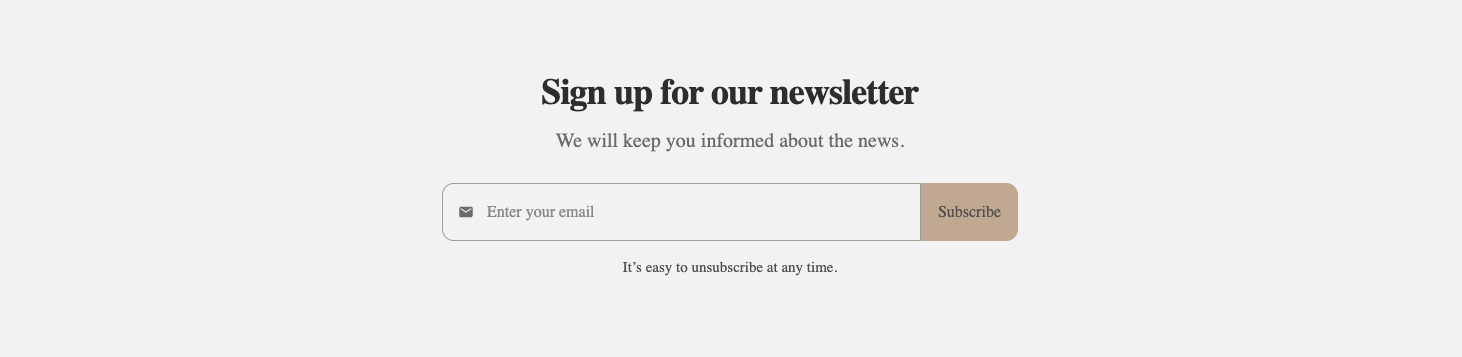 Sign up for our newsletter
We will keep you informed about the news.
Enter your email
Subscribe
It’s easy to unsubscribe at any time.